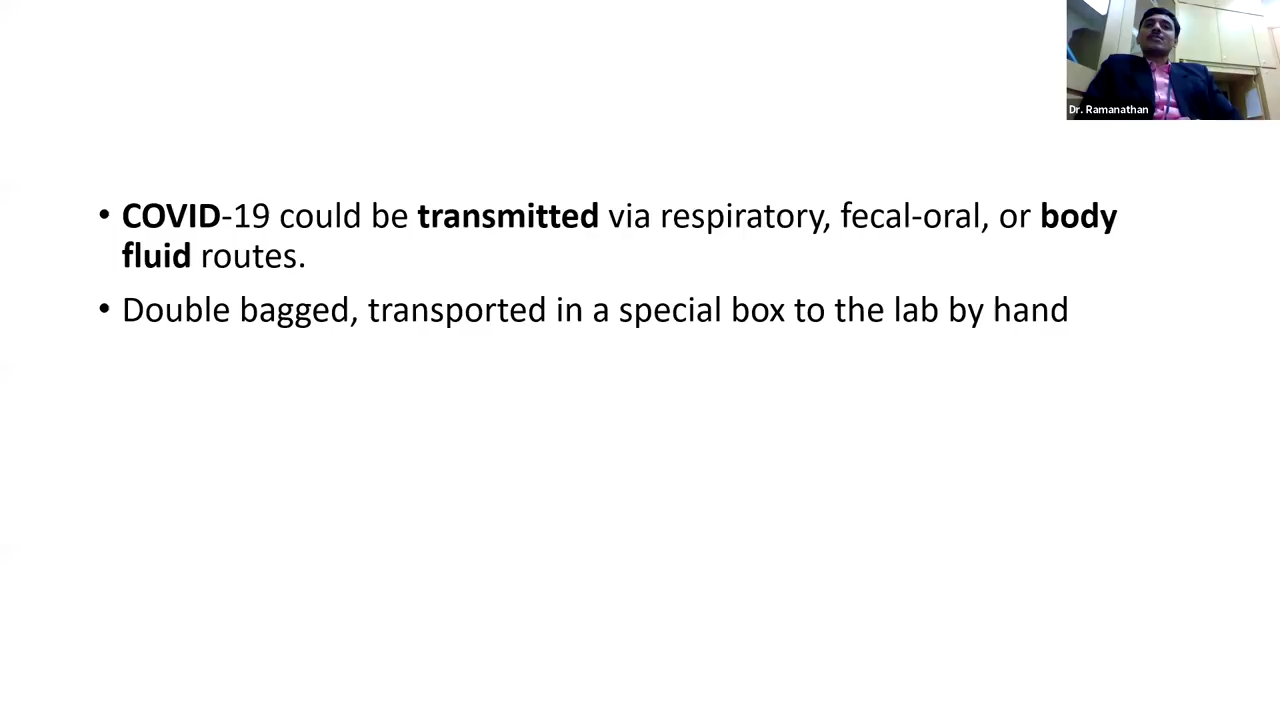 Dr. Ramanathan
• COVID-19 could be transmitted via respiratory, fecal-oral, or body
fluid routes.
• Double bagged, transported in a special box to the lab by hand